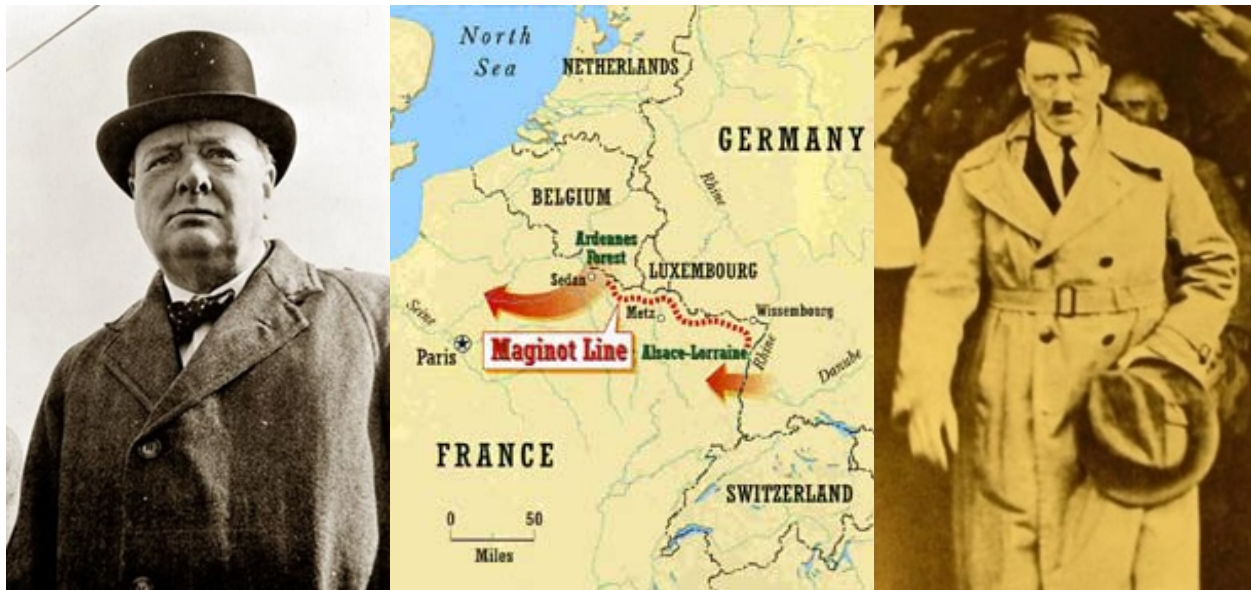 North
Sea
NETHERLANDS
GERMANY
Rhine
BELGIUM
Ardennes
Forest
LUXEMBOURG
Sedan
Metz
Wissembourg
Seine
Paris
Maginot Line
Alsace-Lorraine
Rhine
Danube
FRANCE
SWITZERLAND
0 50
Miles